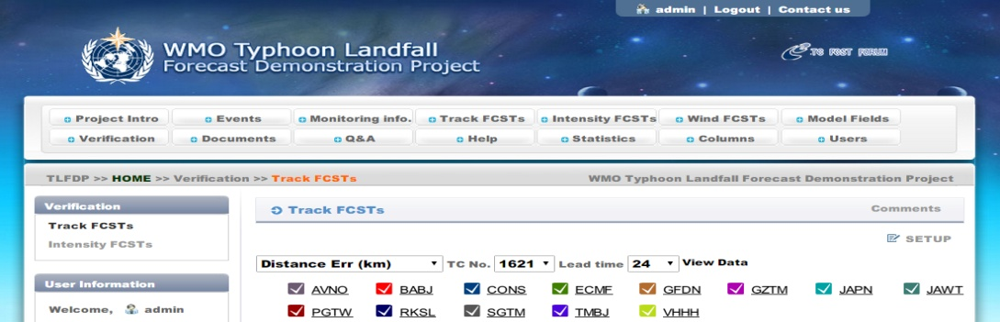 admin | Logout | Contact us
WMO Typhoon Landfall
Forecast Demonstration Project
TC FCST FORUM
Project Intro Events Monitoring info. Track FCSTs Intensity FCSTs Wind FCSTs Model Fields
Verification Documents Q&A Help Statistics Columns Users
TLFDP >> HOME >> Verification >> Track FCSTs WMO Typhoon Landfall Forecast Demonstration Project
Verification
Track FCSTs
Intensity FCSTs
User Information
Welcome, admin
Track FCSTs Comments
SETUP
Distance Err (km) TC No. 1621 Lead time 24 View Data
AVNO BABJ CONS ECMF GFDN GZTM JAPN JAWT
PGTW RKSL SGTM TMBJ VHHH